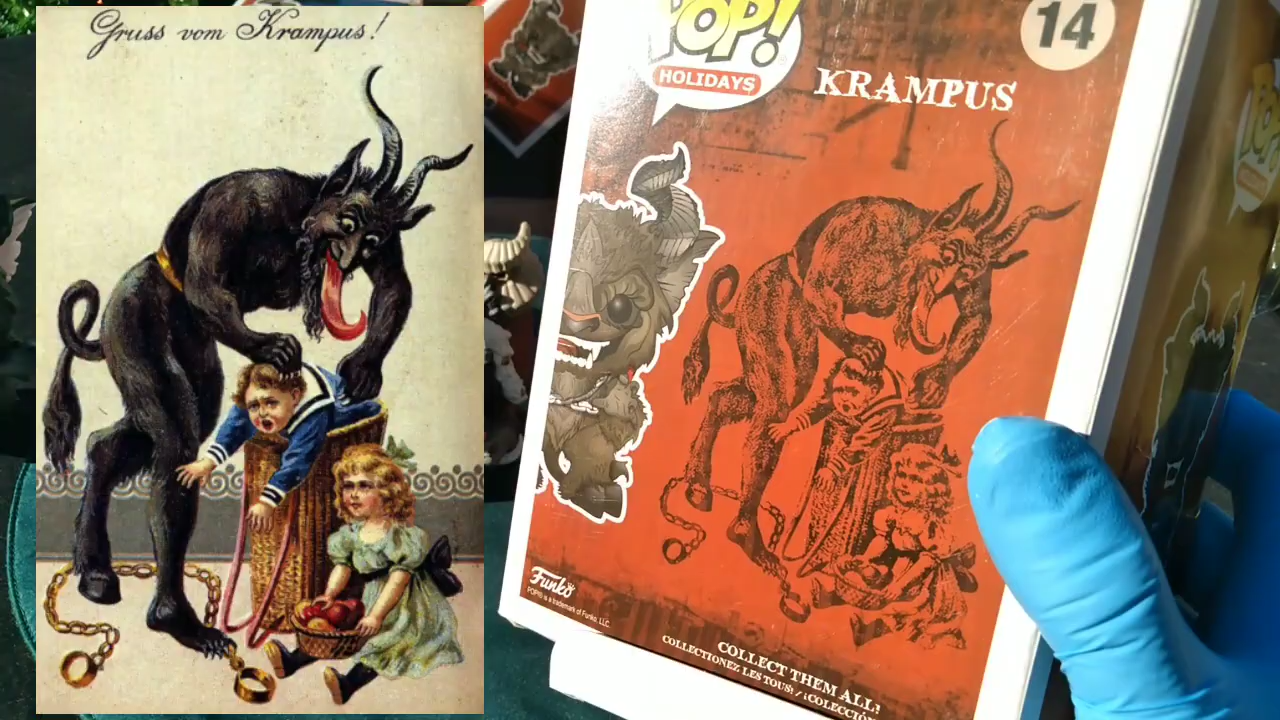 Gruss vom Krampus!
POP!
HOLIDAYS
14
KRAMPUS
Funko
POP!® is a trademark of Funko, LLC.
COLLECT THEM ALL!
COLLECTIONEZ LES TOUS! / ¡COLECCIÓN